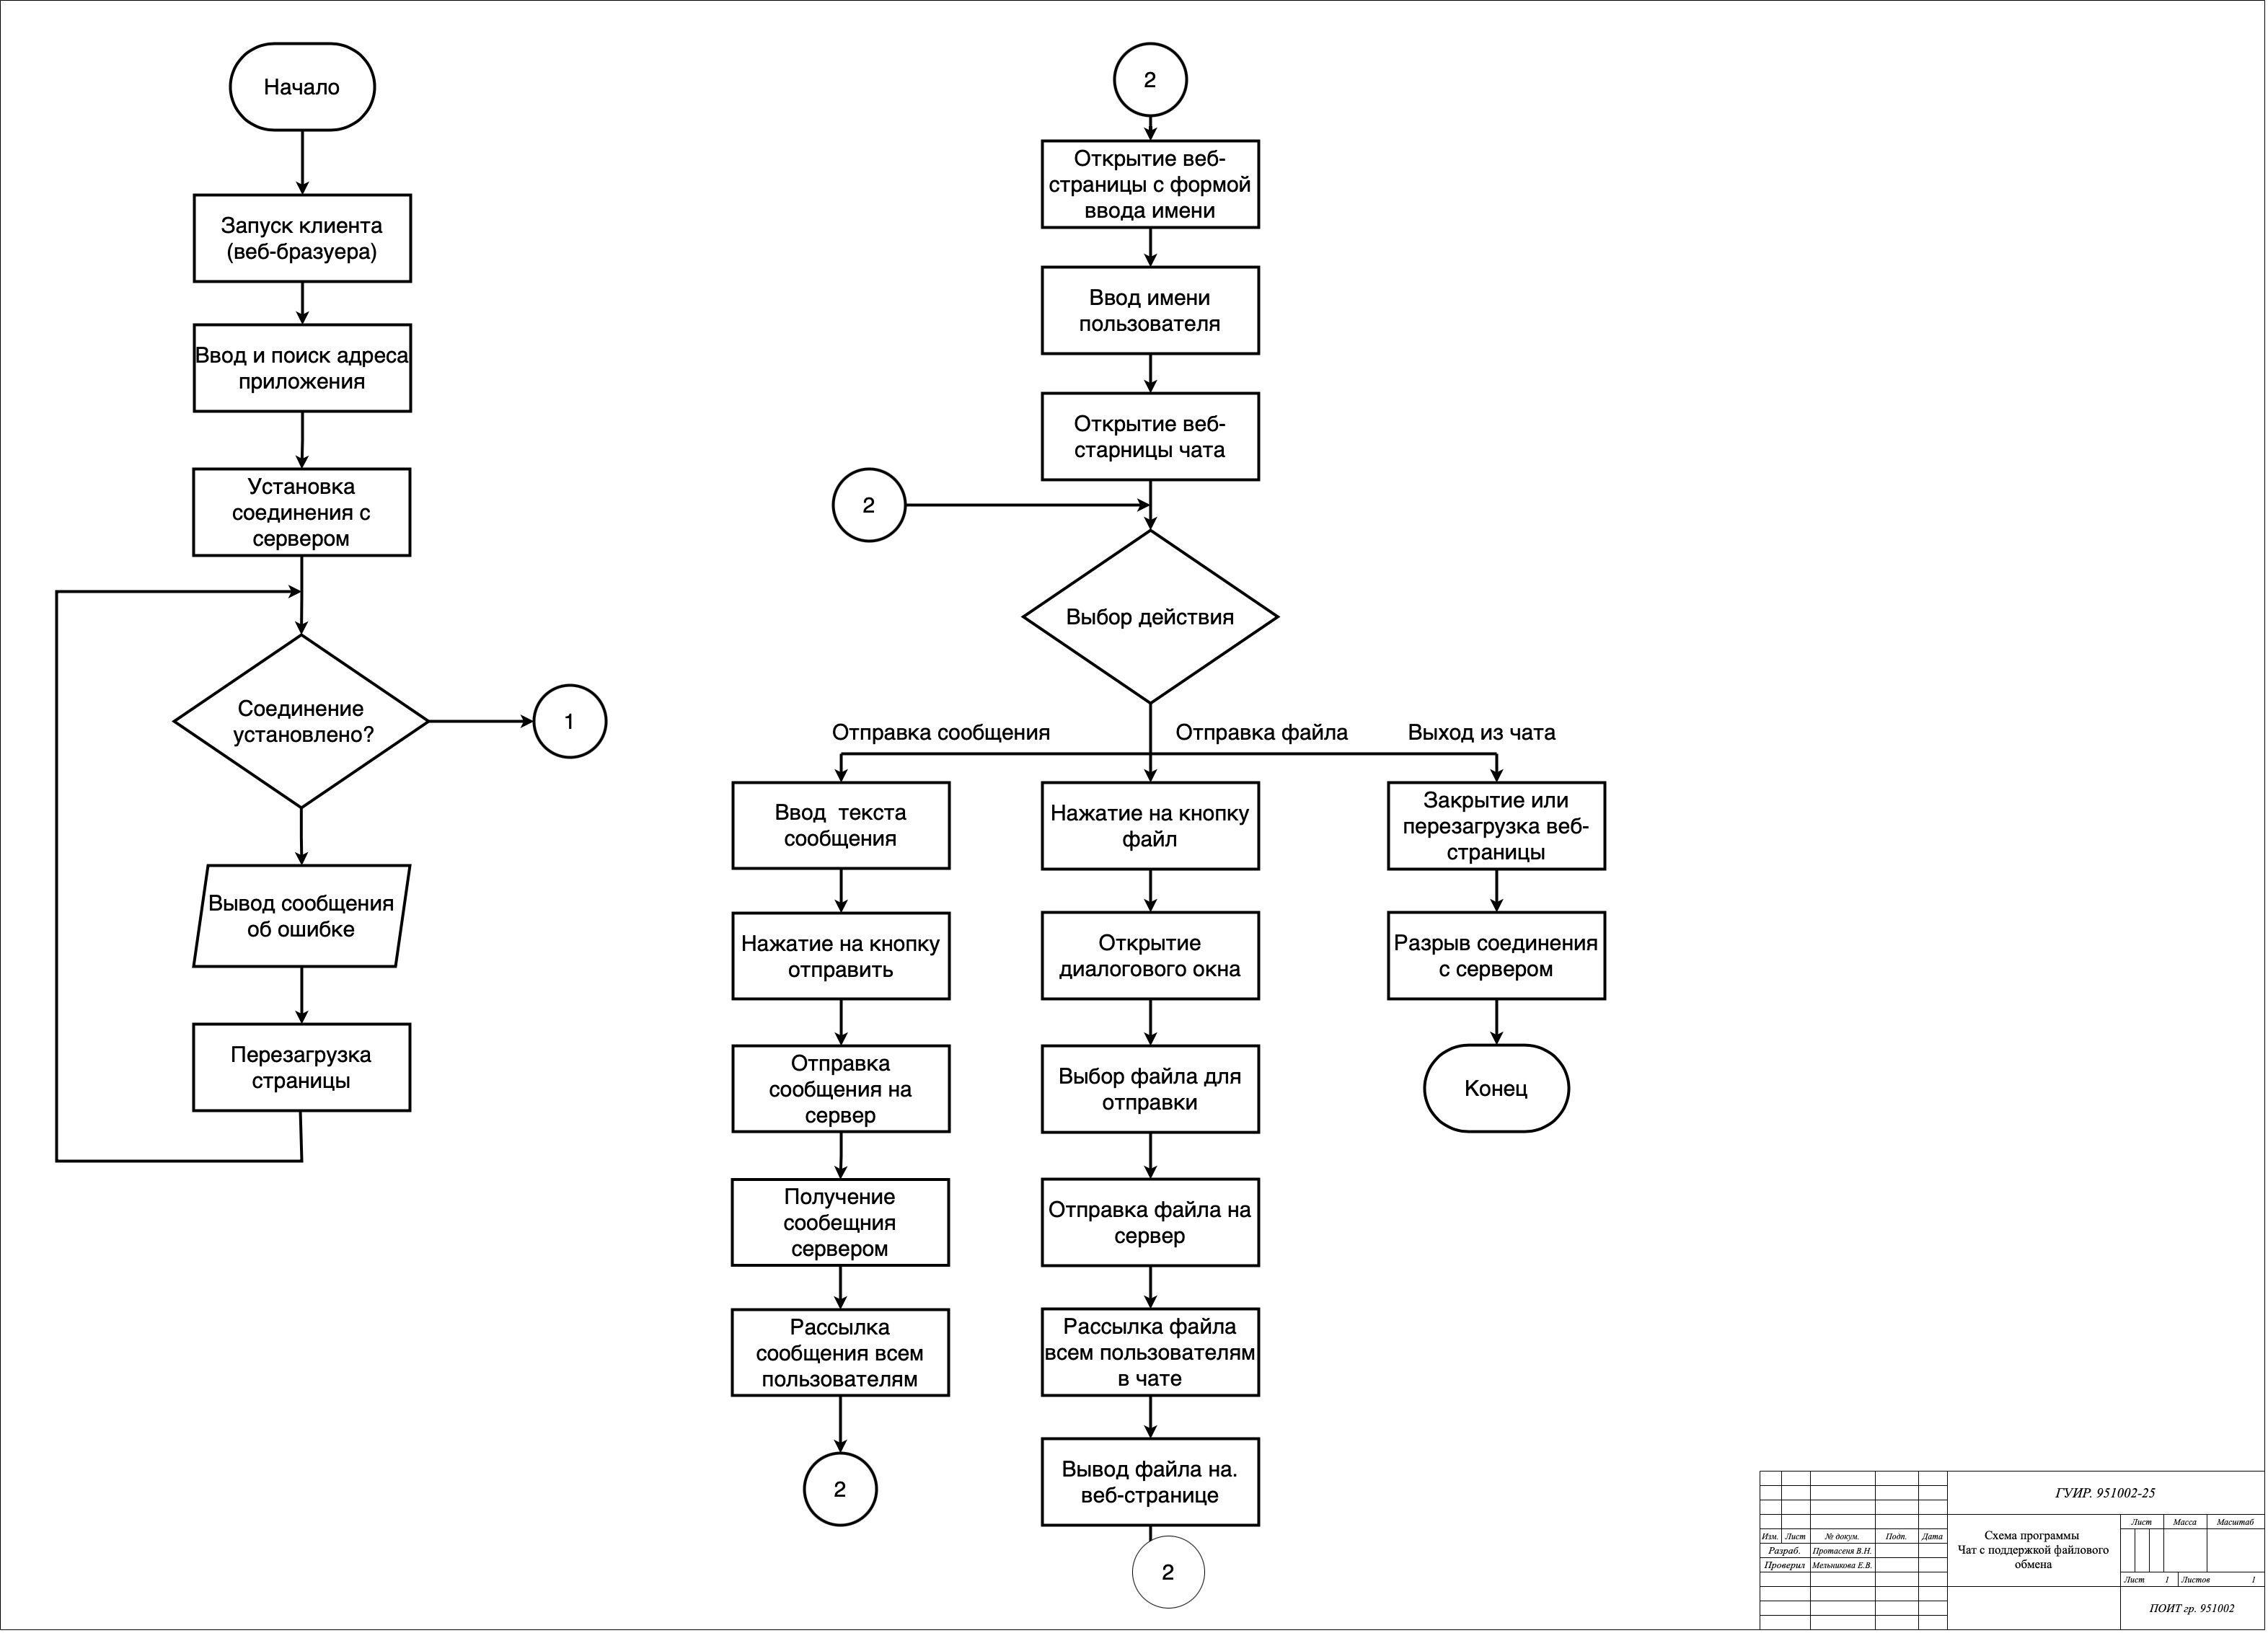 Начало
Запуск клиента
(веб-бразуера)
Ввод и поиск адреса
приложения
Установка
соединения с
сервером
Соединение
установлено?
1
Вывод сообщения
об ошибке
Перезагрузка
страницы
2
Открытие веб-
страницы с формой
ввода имени
Ввод имени
пользователя
Открытие веб-
старницы чата
2
Выбор действия
Отправка сообщения
Отправка файла
Выход из чата
Ввод текста
сообщения
Нажатие на кнопку
отправить
Отправка
сообщения на
сервер
Получение
сообещния
сервером
Рассылка
сообщения всем
пользователям
2
Нажатие на кнопку
файл
Открытие
диалогового окна
Выбор файла для
отправки
Отправка файла на
сервер
Рассылка файла
всем пользователям
в чате
Вывод файла на.
веб-странице
2
Закрытие или
перезагрузка веб-
страницы
Разрыв соединения
с сервером
Конец
ГУИР. 951002-25
Изм. Лист № докум. Подп. Дата
Разраб. Протасеня В.Н.
Проверил Мельникова Е.В.
Схема программы
Чат с поддержкой файлового
обмена
Лист Масса Масштаб
Лист 1 Листов 1
ПОИТ гр. 951002